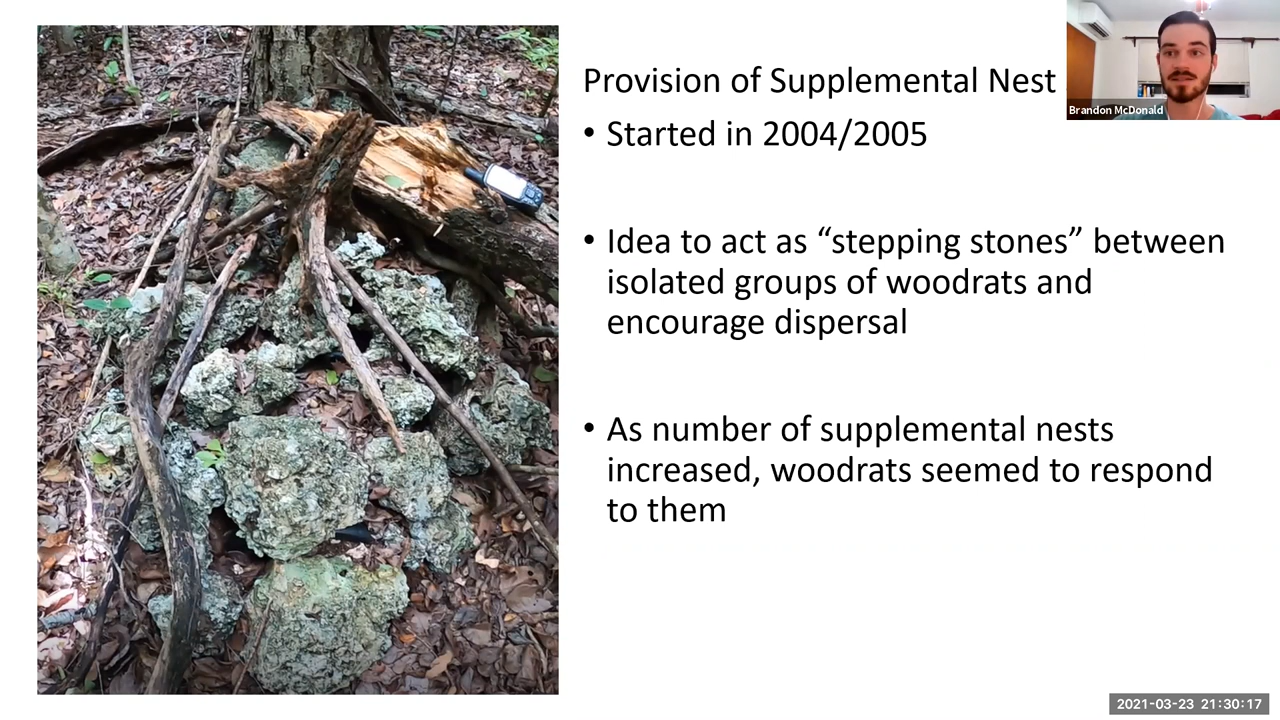 Provision of Supplemental Nest
Brandon McDonald
• Started in 2004/2005
• Idea to act as “stepping stones” between
isolated groups of woodrats and
encourage dispersal
• As number of supplemental nests
increased, woodrats seemed to respond
to them
2021-03-23 21:30:17